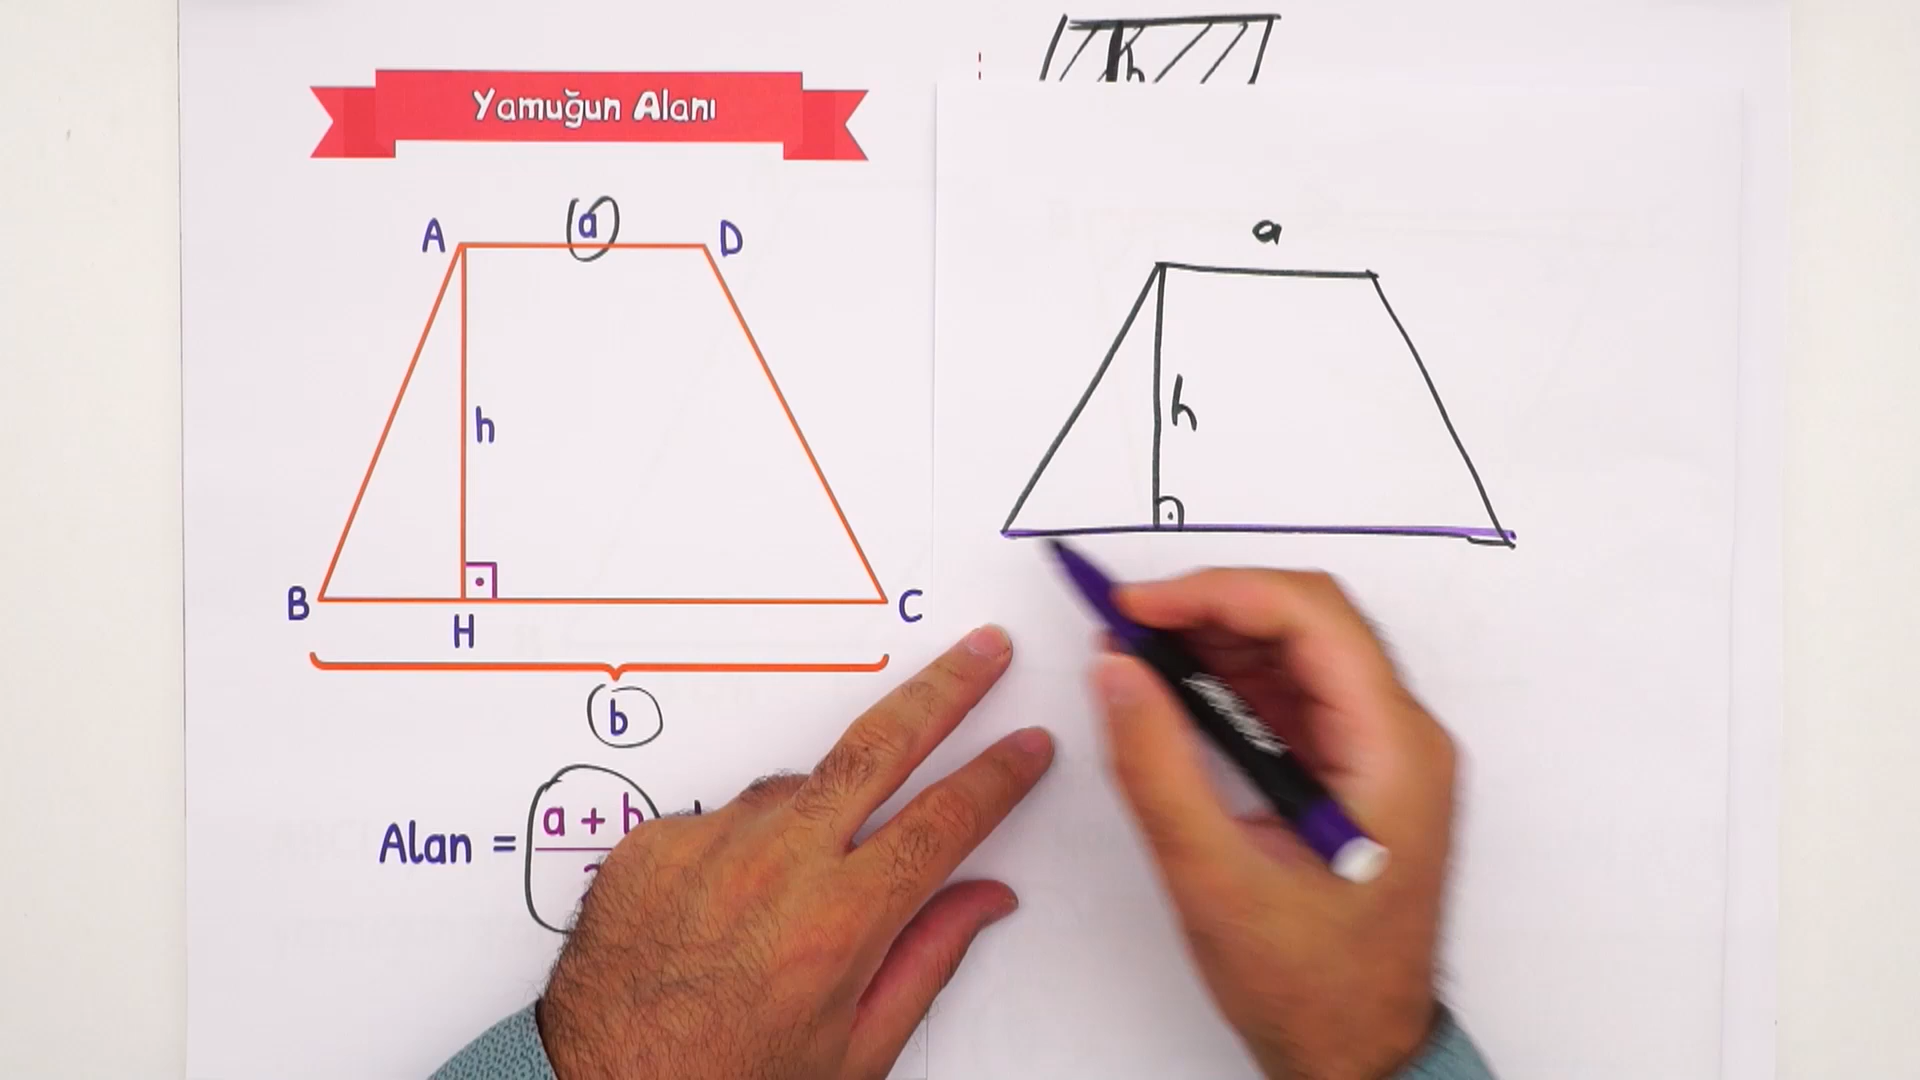 Yamuğun Alanı
A a D
h
B H C
b
Alan = a + b
h
a
h